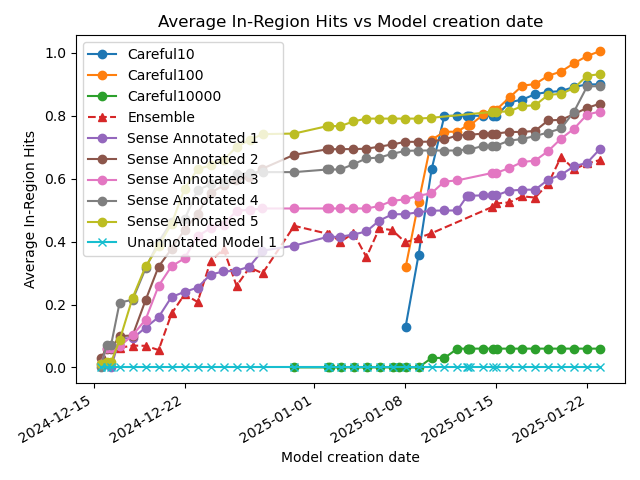 Average In-Region Hits vs Model creation date
Careful10
Careful100
Careful10000
Ensemble
Sense Annotated 1
Sense Annotated 2
Sense Annotated 3
Sense Annotated 4
Sense Annotated 5
Unannotated Model 1
Average In-Region Hits
1.0
0.8
0.6
0.4
0.2
0.0
2024-12-15
2024-12-22
2025-01-01
2025-01-08
2025-01-15
2025-01-22
Model creation date